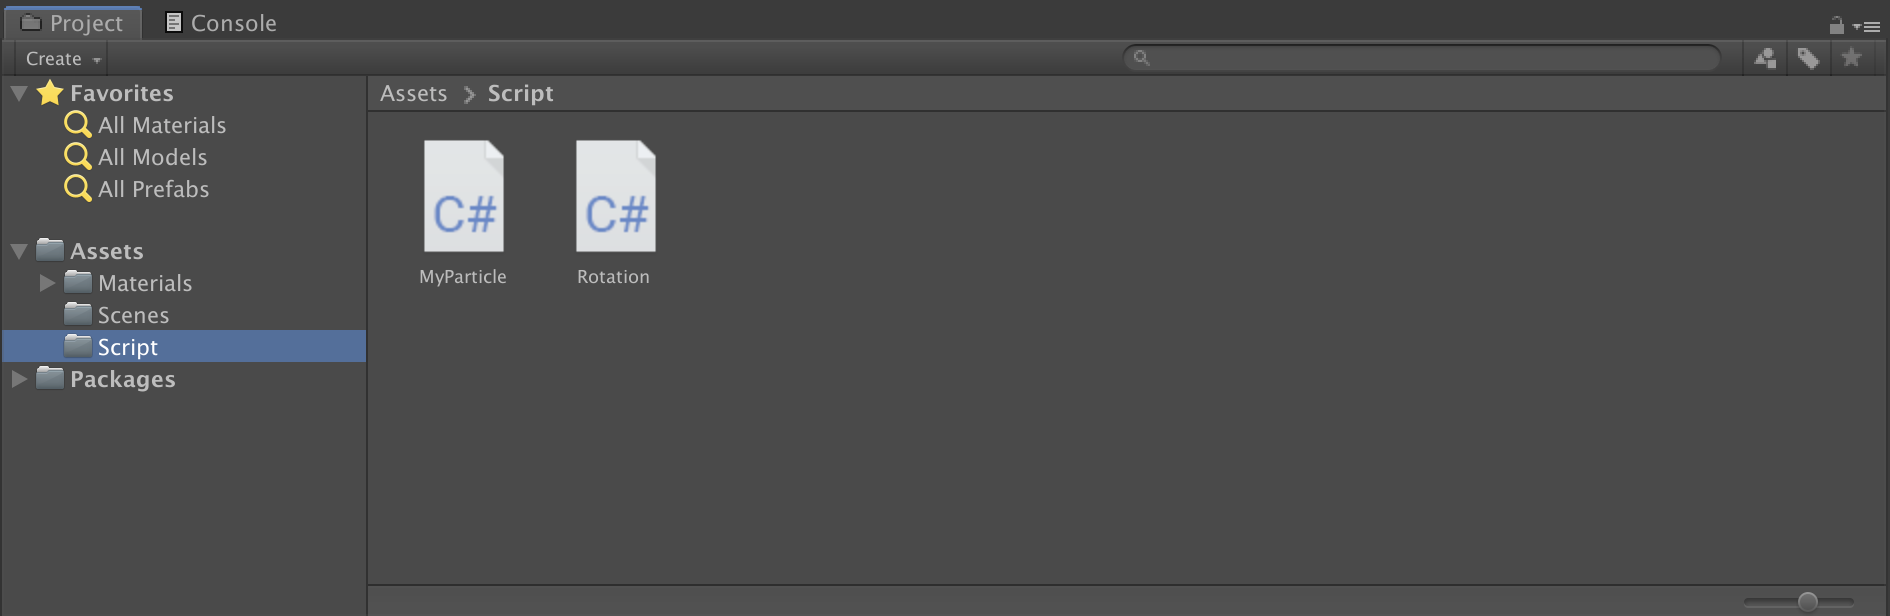 Project Console
Create
Favorites
All Materials
All Models
All Prefabs
Assets
Materials
Scenes
Script
Packages
Assets > Script
C# C#
MyParticle Rotation